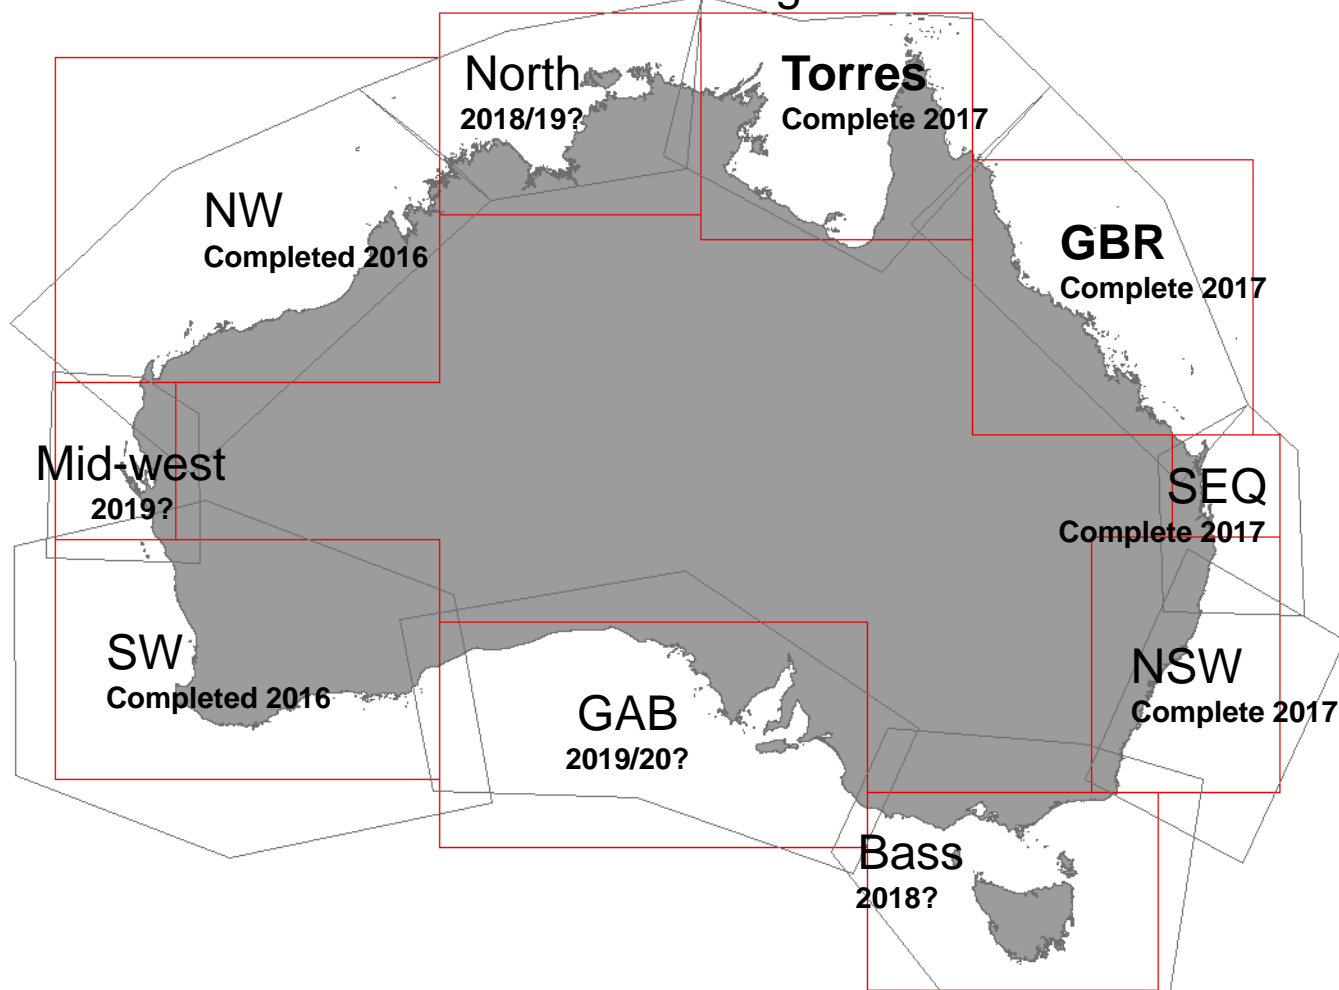 North
2018/19?
Torres
Complete 2017
NW
Completed 2016
GBR
Complete 2017
Mid-west
2019?
SEQ
Complete 2017
SW
Completed 2016
GAB
2019/20?
NSW
Complete 2017
Bass
2018?